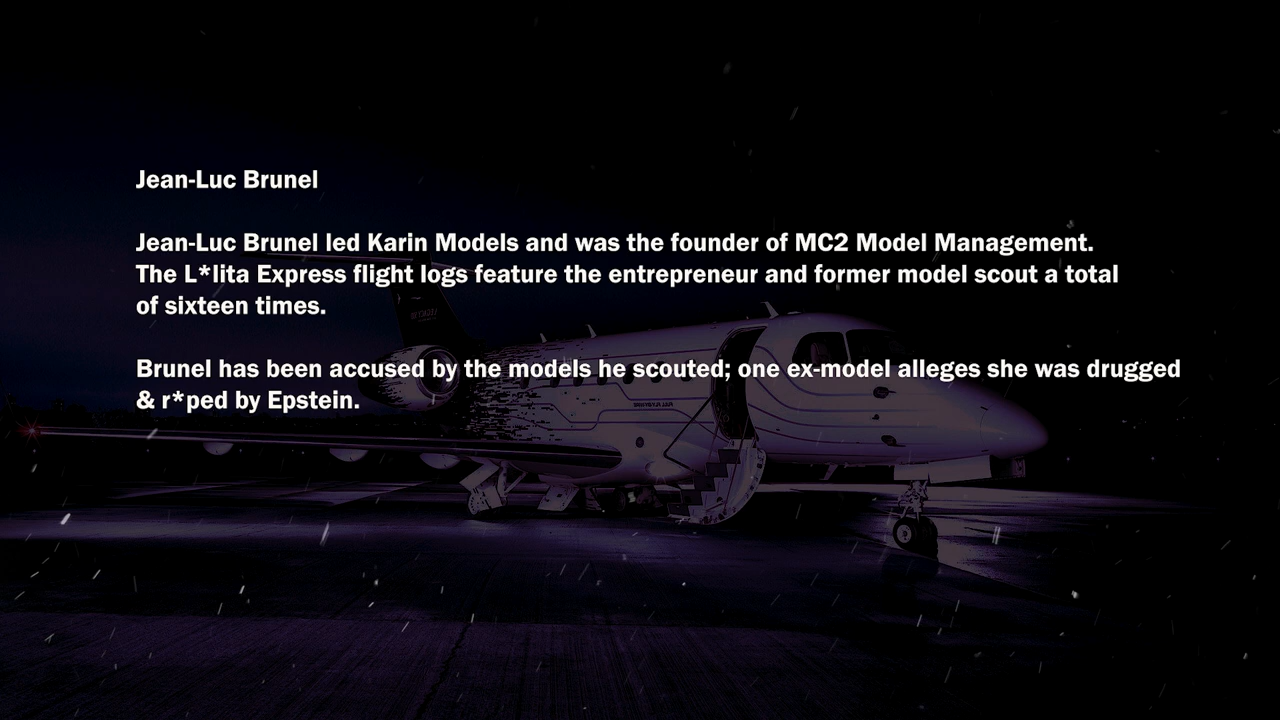 Jean-Luc Brunel
Jean-Luc Brunel led Karin Models and was the founder of MC2 Model Management.
The L*lita Express flight logs feature the entrepreneur and former model scout a total
of sixteen times.
Brunel has been accused by the models he scouted; one ex-model alleges she was drugged
& r*ped by Epstein.